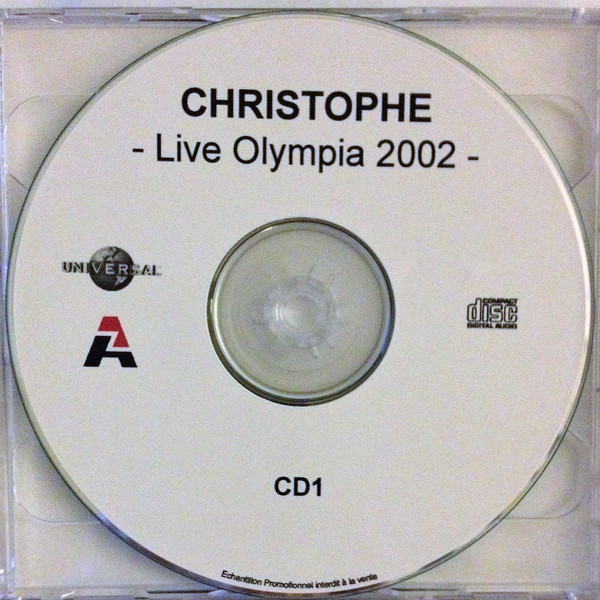 CHRISTOPHE
- Live Olympia 2002 -
UNIVERSAL
COMPACT
disc
DIGITAL AUDIO
CD1
Echantillon Promotionnel interdit à la vente